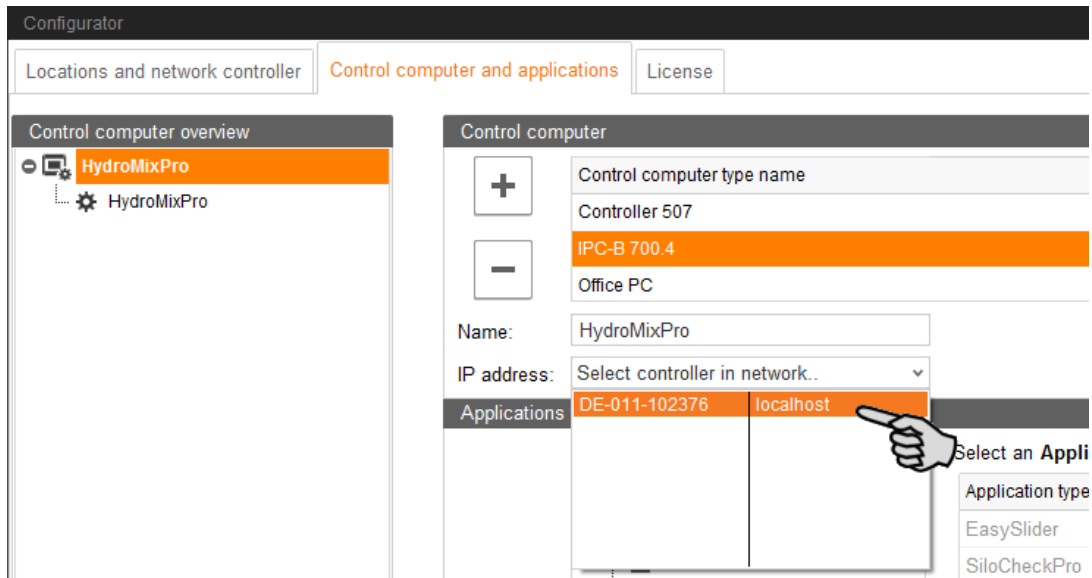 Configurator
Locations and network controller
Control computer and applications
License
Control computer overview
HydroMixPro
HydroMixPro
Control computer
Control computer type name
Controller 507
IPC-B 700.4
Office PC
Name:
HydroMixPro
IP address:
Select controller in network..
DE-011-102376
localhost
Applications
Select an Appli
Application type
EasySlider
SiloCheckPro